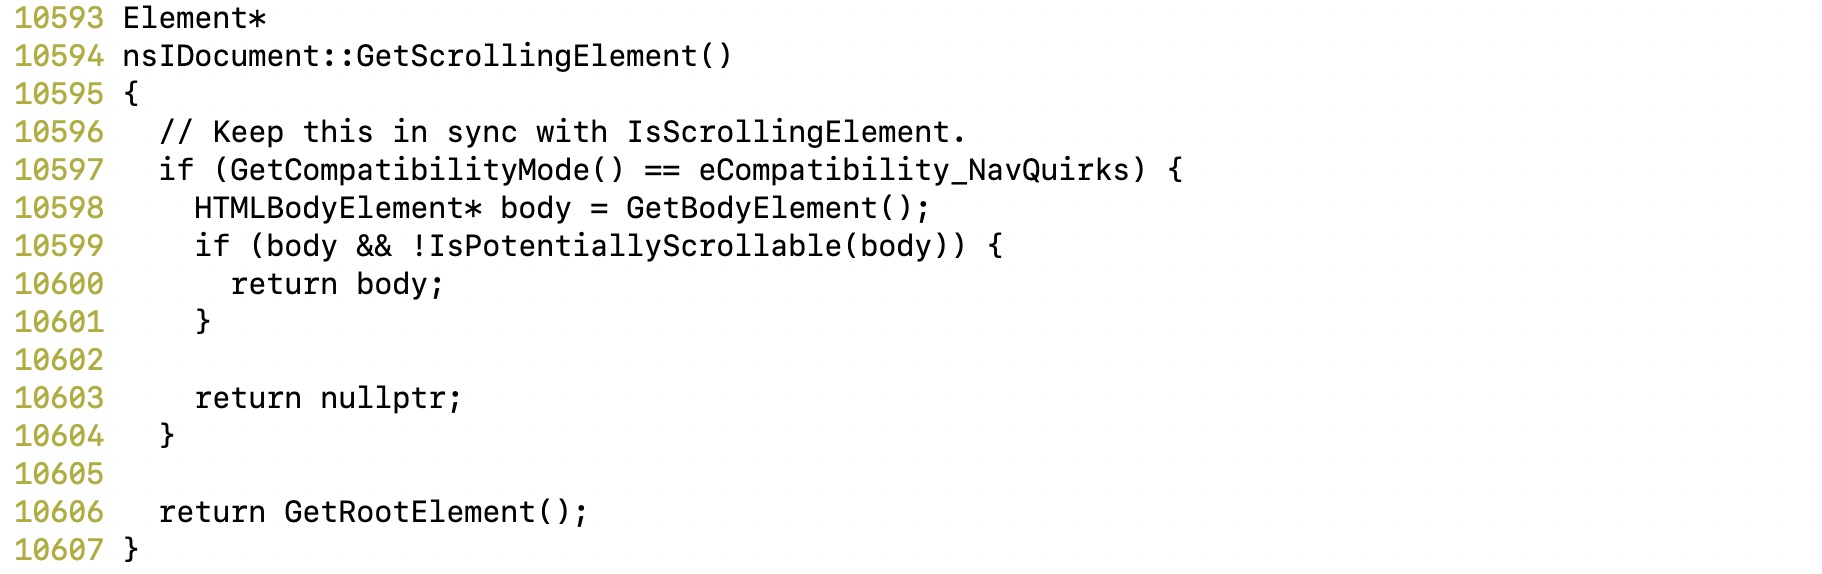 10593 Element*
10594 nsIDocument::GetScrollingElement()
10595 {
10596   // Keep this in sync with IsScrollingElement.
10597   if (GetCompatibilityMode() == eCompatibility_NavQuirks) {
10598     HTMLBodyElement* body = GetBodyElement();
10599     if (body && !IsPotentiallyScrollable(body)) {
10600       return body;
10601     }
10602
10603     return nullptr;
10604   }
10605
10606   return GetRootElement();
10607 }